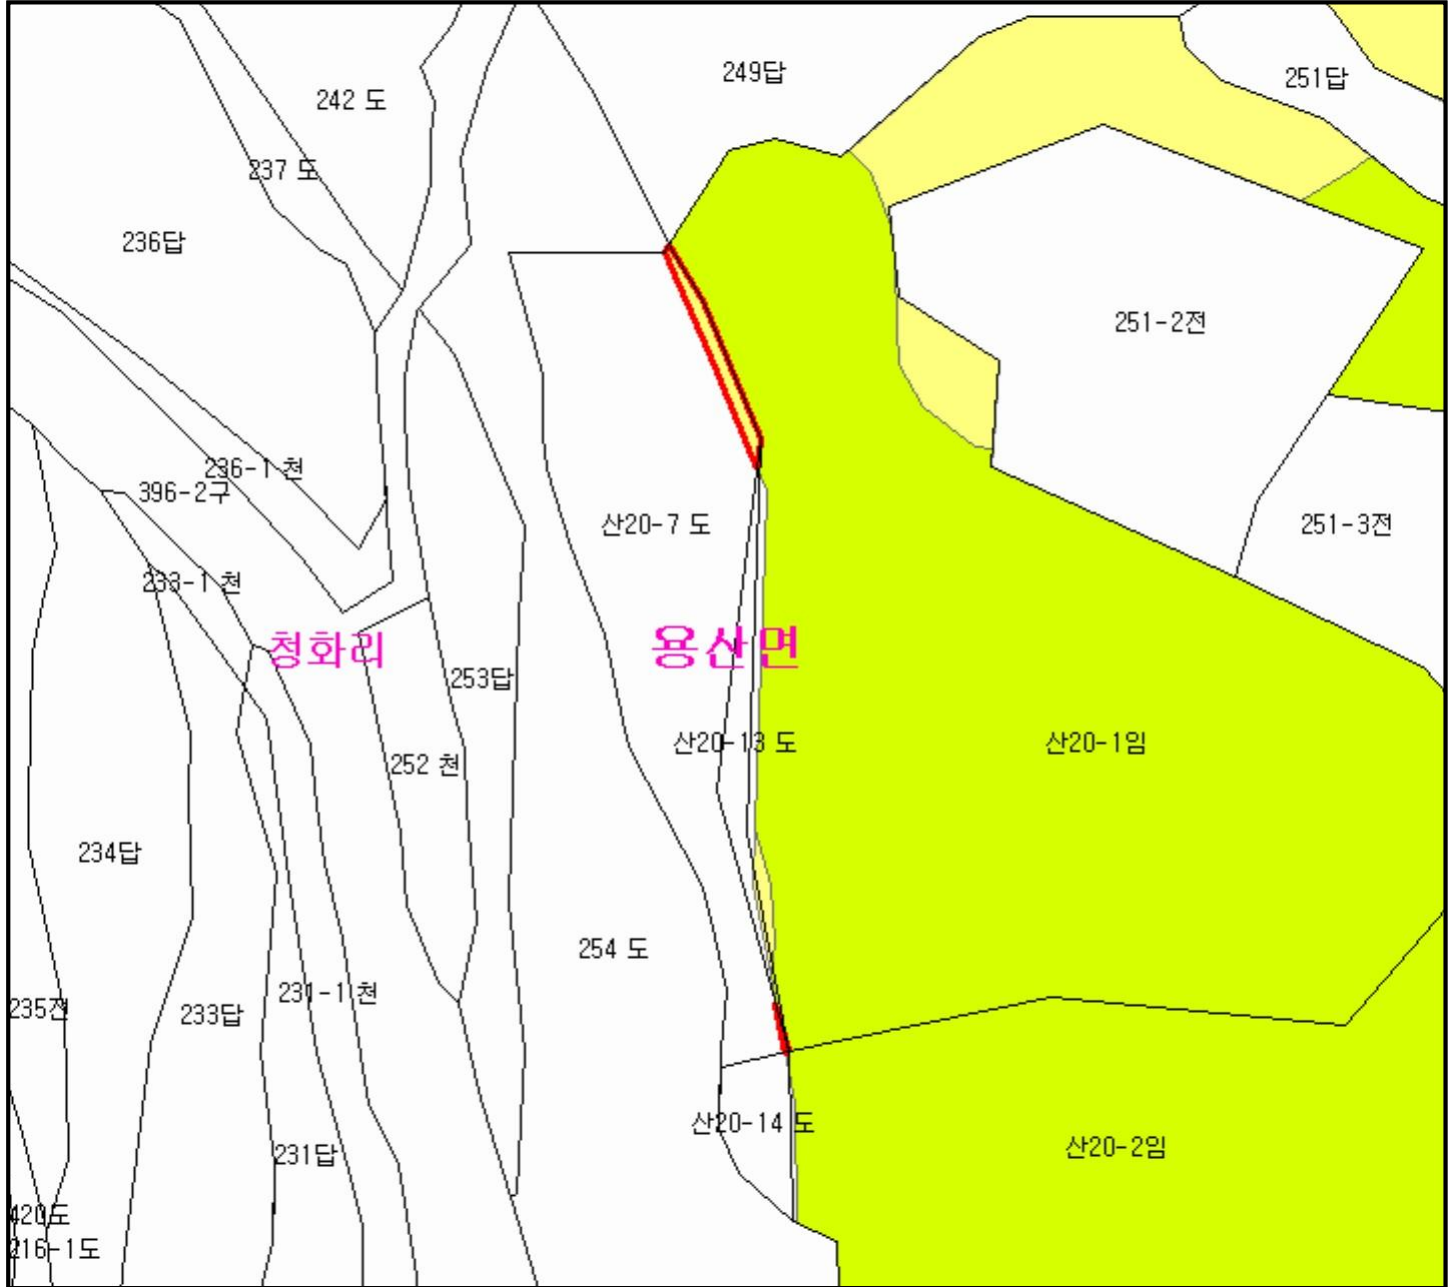 249답
251답
242 도
237 도
236답
251-2전
236-1 천
396-2구
산20-7 도
251-3전
233-1 천
청화리
용산면
253답
산20-13 도
산20-1임
252 천
234답
254 도
231-1 천
235전
233답
산20-14 도
산20-2임
231답
420도
216-1도